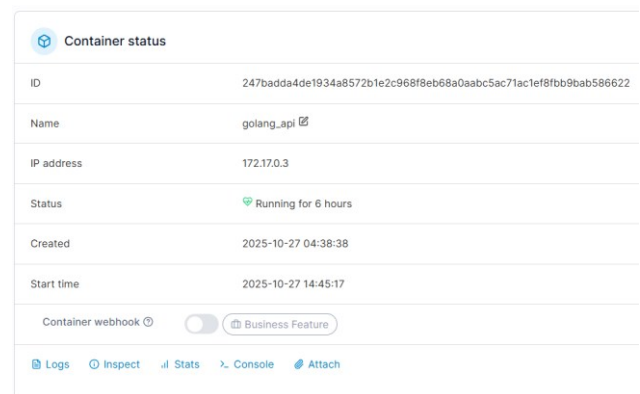 Container status
ID 247badda4de1934a8572b1e2c968f8eb68a0aabc5ac71ac1ef8fbb9bab586622
Name golang_api
IP address 172.17.0.3
Status Running for 6 hours
Created 2025-10-27 04:38:38
Start time 2025-10-27 14:45:17
Container webhook Business Feature
Logs Inspect Stats Console Attach